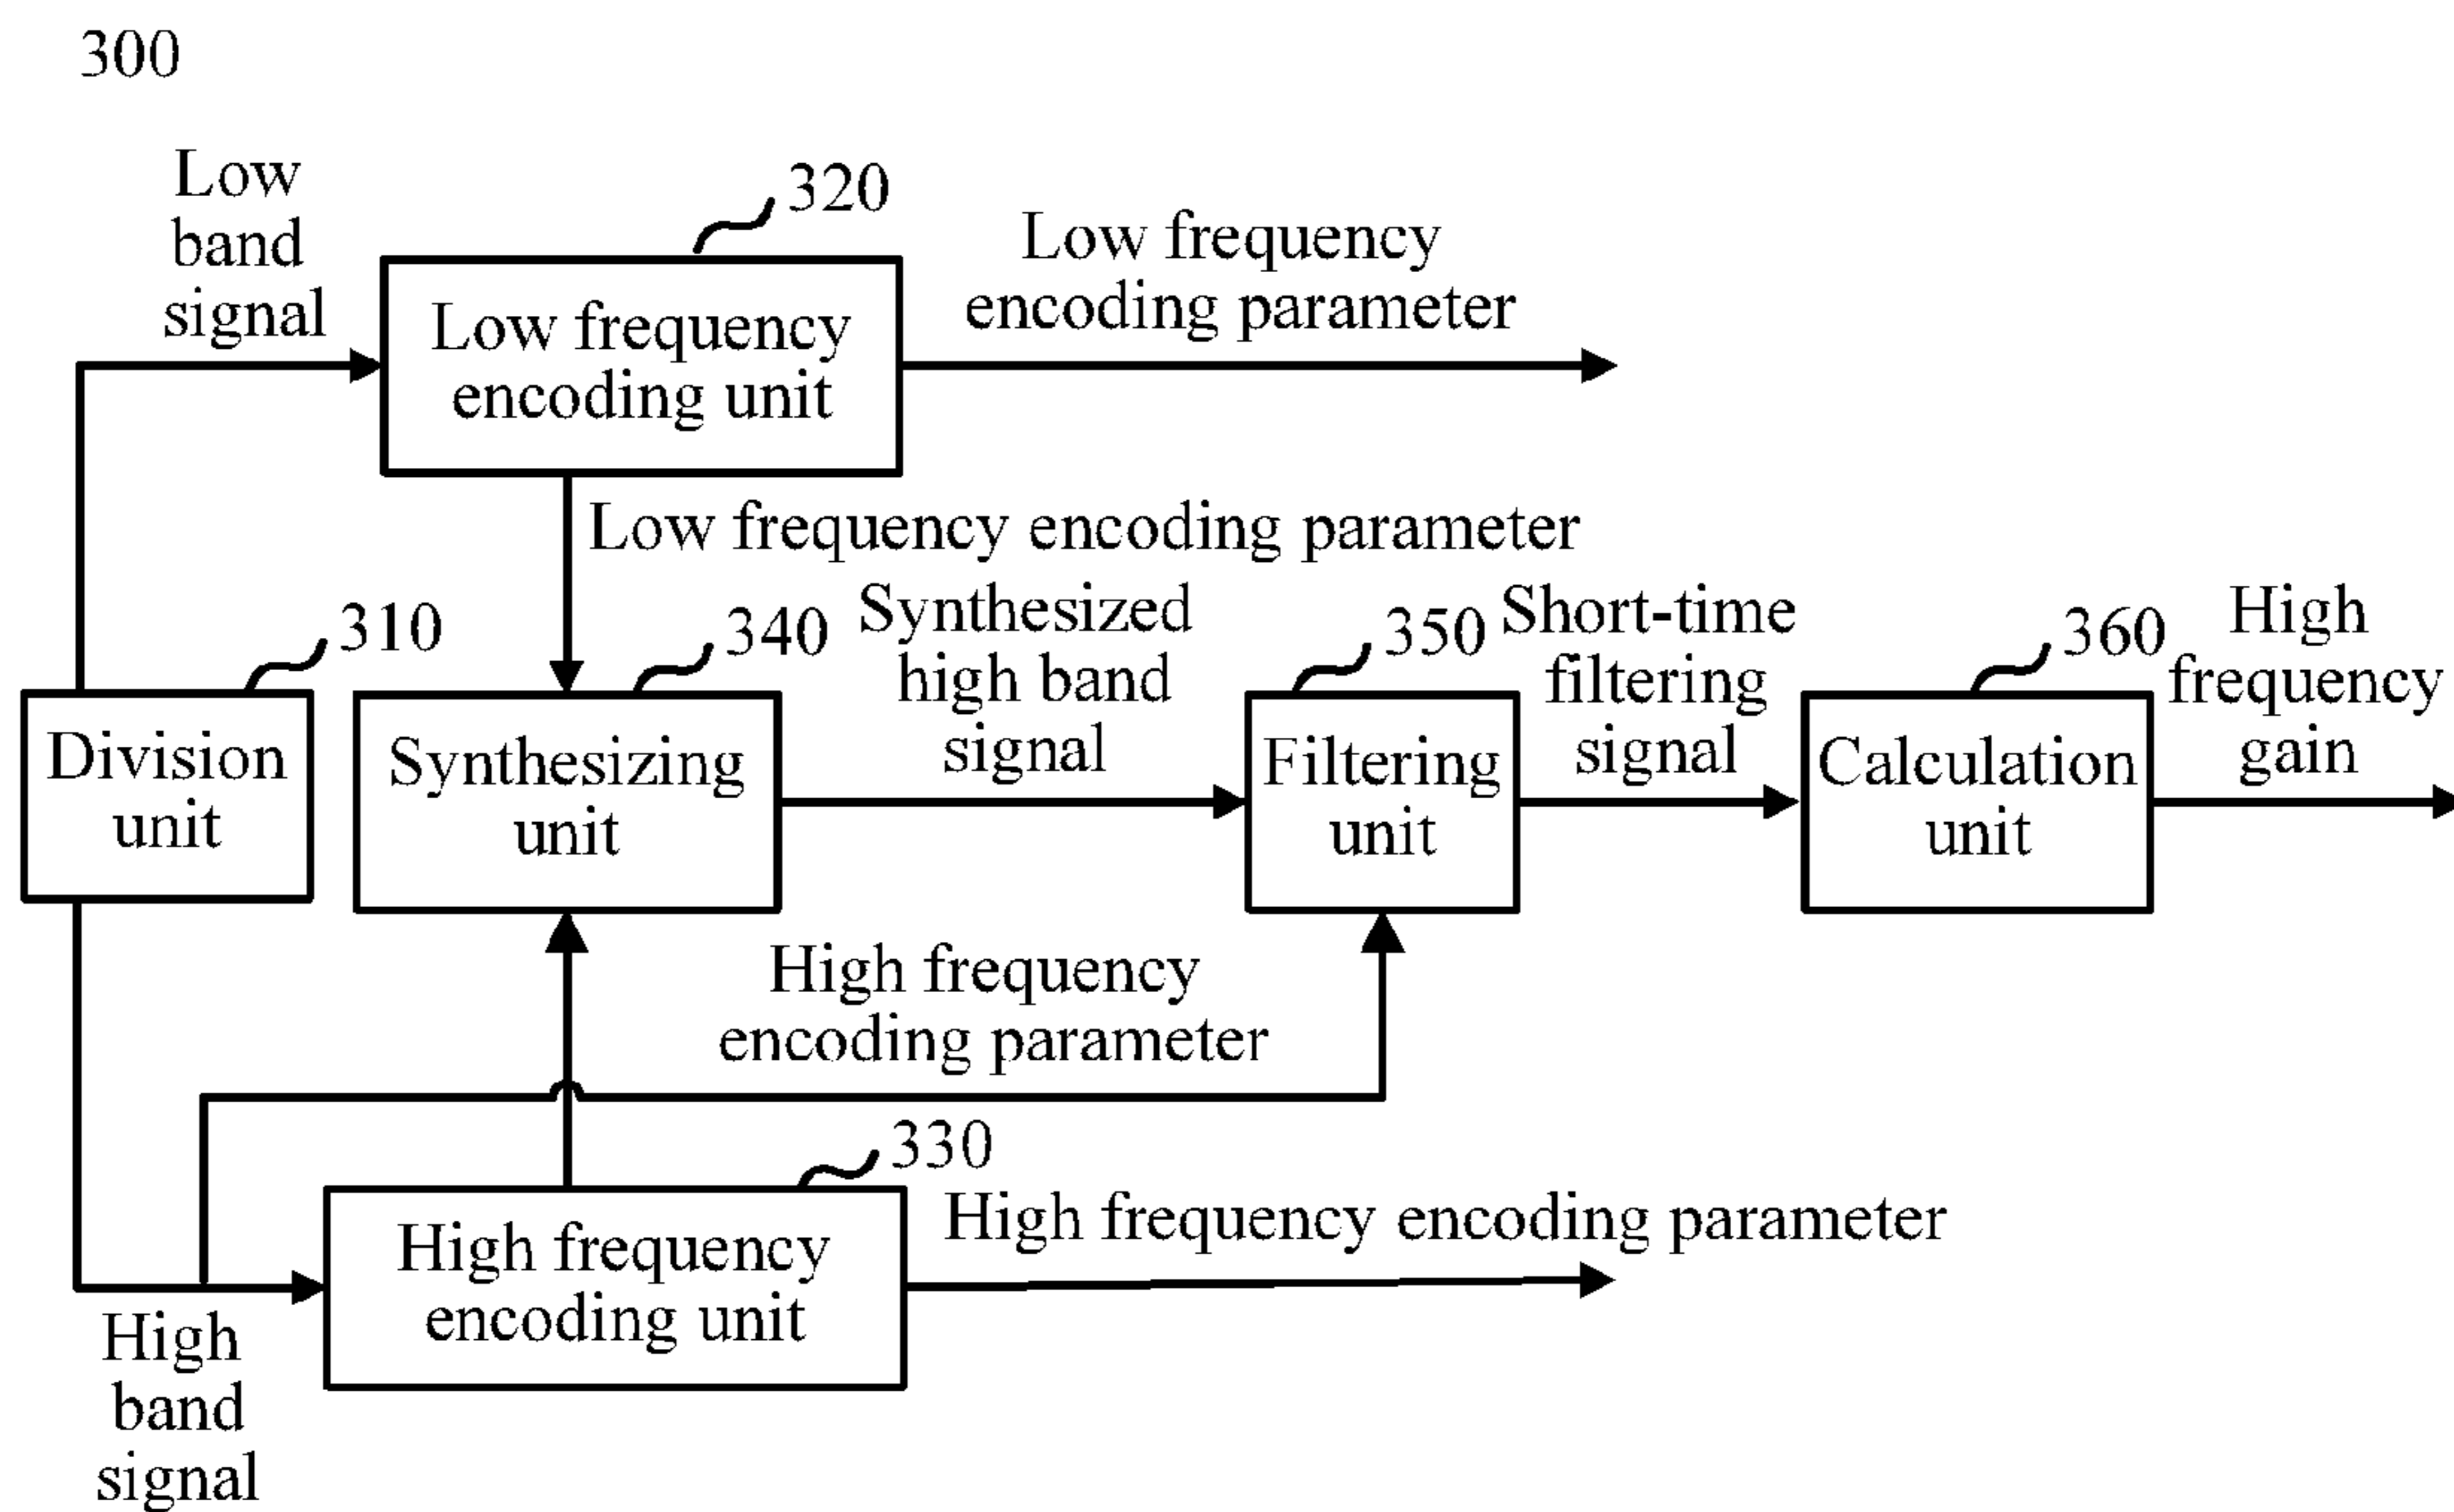 300
Low
band
signal
320
Low frequency
encoding unit
Low frequency
encoding parameter
Low frequency encoding parameter
310
Division
unit
340
Synthesizing
unit
Synthesized
high band
signal
350
Filtering
unit
Short-time
filtering
signal
360
Calculation
unit
High
frequency
gain
High frequency
encoding parameter
330
High frequency
encoding unit
High frequency encoding parameter
High
band
signal